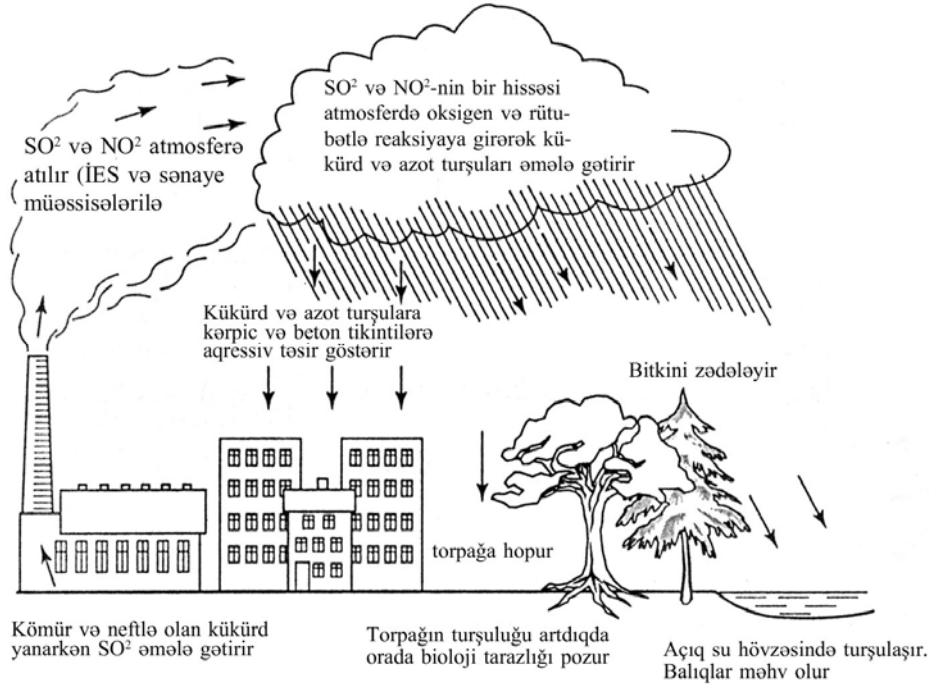 SO² və NO²-nin bir hissəsi
atmosferdə oksigen və rütu-
bətlə reaksiyaya girərək kü-
kürd və azot turşuları əmələ gətirir
SO² və NO² atmosferə
atılır (İES və sənaye
müəssisələrilə
Kükürd və azot turşulara
kərpic və beton tikintilərə
aqressiv təsir göstərir
Bitkini zədələyir
torpağa hopur
Kömür və neftlə olan kükürd
yanarkən SO² əmələ gətirir
Torpağın turşuluğu artdıqda
orada bioloji tarazlığı pozur
Açıq su hövzəsində turşulaşır.
Balıqlar məhv olur